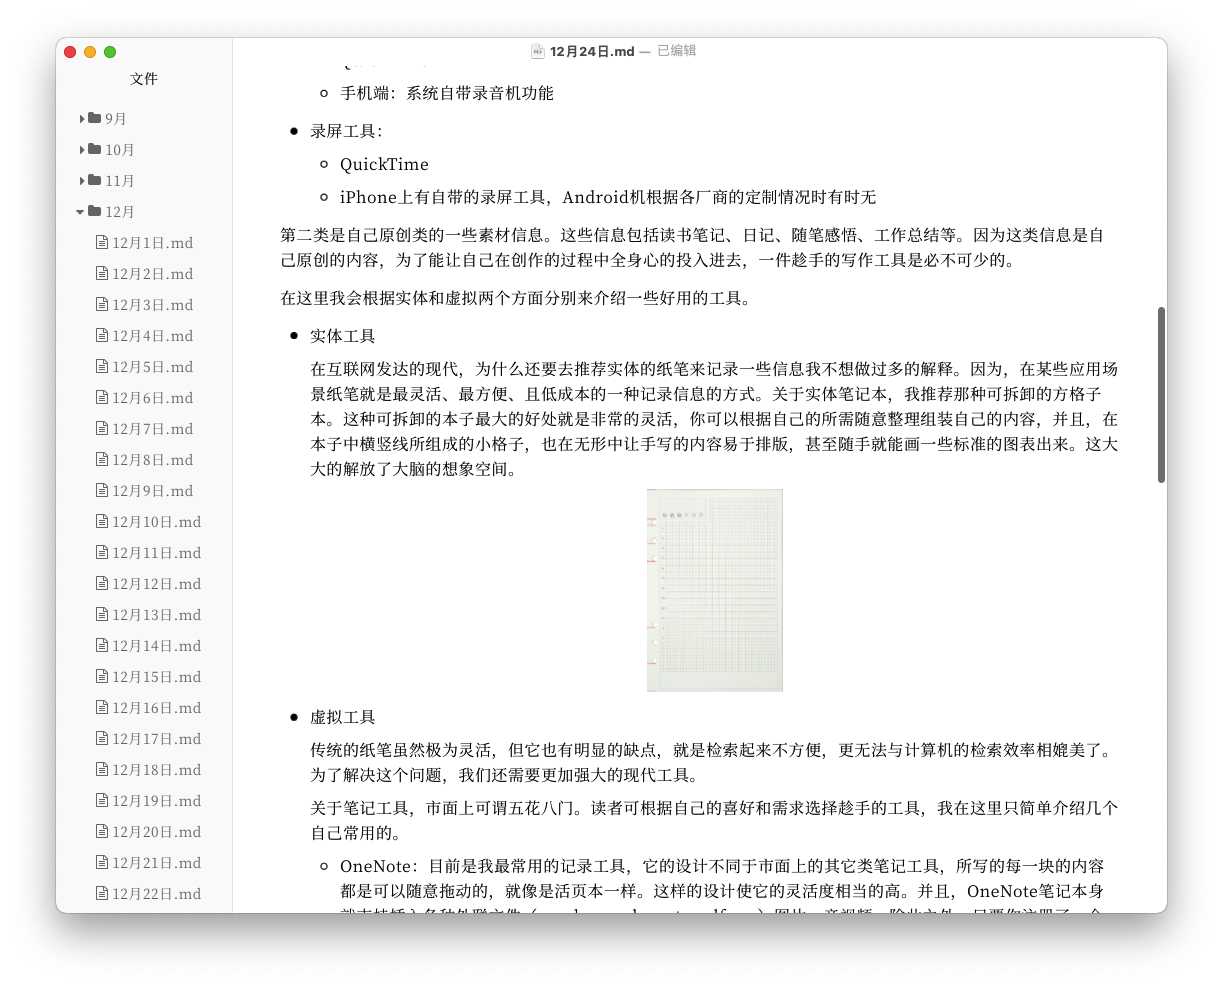 12月24日.md — 已编辑
文件
9月
10月
11月
12月
12月1日.md
12月2日.md
12月3日.md
12月4日.md
12月5日.md
12月6日.md
12月7日.md
12月8日.md
12月9日.md
12月10日.md
12月11日.md
12月12日.md
12月13日.md
12月14日.md
12月15日.md
12月16日.md
12月17日.md
12月18日.md
12月19日.md
12月20日.md
12月21日.md
12月22日.md
手机端：系统自带录音机功能
录屏工具：
QuickTime
iPhone上有自带的录屏工具，Android机根据各厂商的定制情况时有时无
第二类是自己原创类的一些素材信息。这些信息包括读书笔记、日记、随笔感悟、工作总结等。因为这类信息是自
己原创的内容，为了能让自己在创作的过程中全身心的投入进去，一件趁手的写作工具是必不可少的。
在这里我会根据实体和虚拟两个方面分别来介绍一些好用的工具。
实体工具
在互联网发达的现代，为什么还要去推荐实体的纸笔来记录一些信息我不想做过多的解释。因为，在某些应用场
景纸笔就是最灵活、最方便、且低成本的一种记录信息的方式。关于实体笔记本，我推荐那种可拆卸的方格子
本。这种可拆卸的本子最大的好处就是非常的灵活，你可以根据自己的所需随意整理组装自己的内容，并且，在
本子中横竖线所组成的小格子，也在无形中让手写的内容易于排版，甚至随手就能画一些标准的图表出来。这大
大的解放了大脑的想象空间。
虚拟工具
传统的纸笔虽然极为灵活，但它也有明显的缺点，就是检索起来不方便，更无法与计算机的检索效率相媲美了。
为了解决这个问题，我们还需要更加强大的现代工具。
关于笔记工具，市面上可谓五花八门。读者可根据自己的喜好和需求选择趁手的工具，我在这里只简单介绍几个
自己常用的。
OneNote：目前是我最常用的记录工具，它的设计不同于市面上的其它类笔记工具，所写的每一块的内容
都是可以随意拖动的，就像是活页本一样。这样的设计使它的灵活度相当的高。并且，OneNote笔记本身